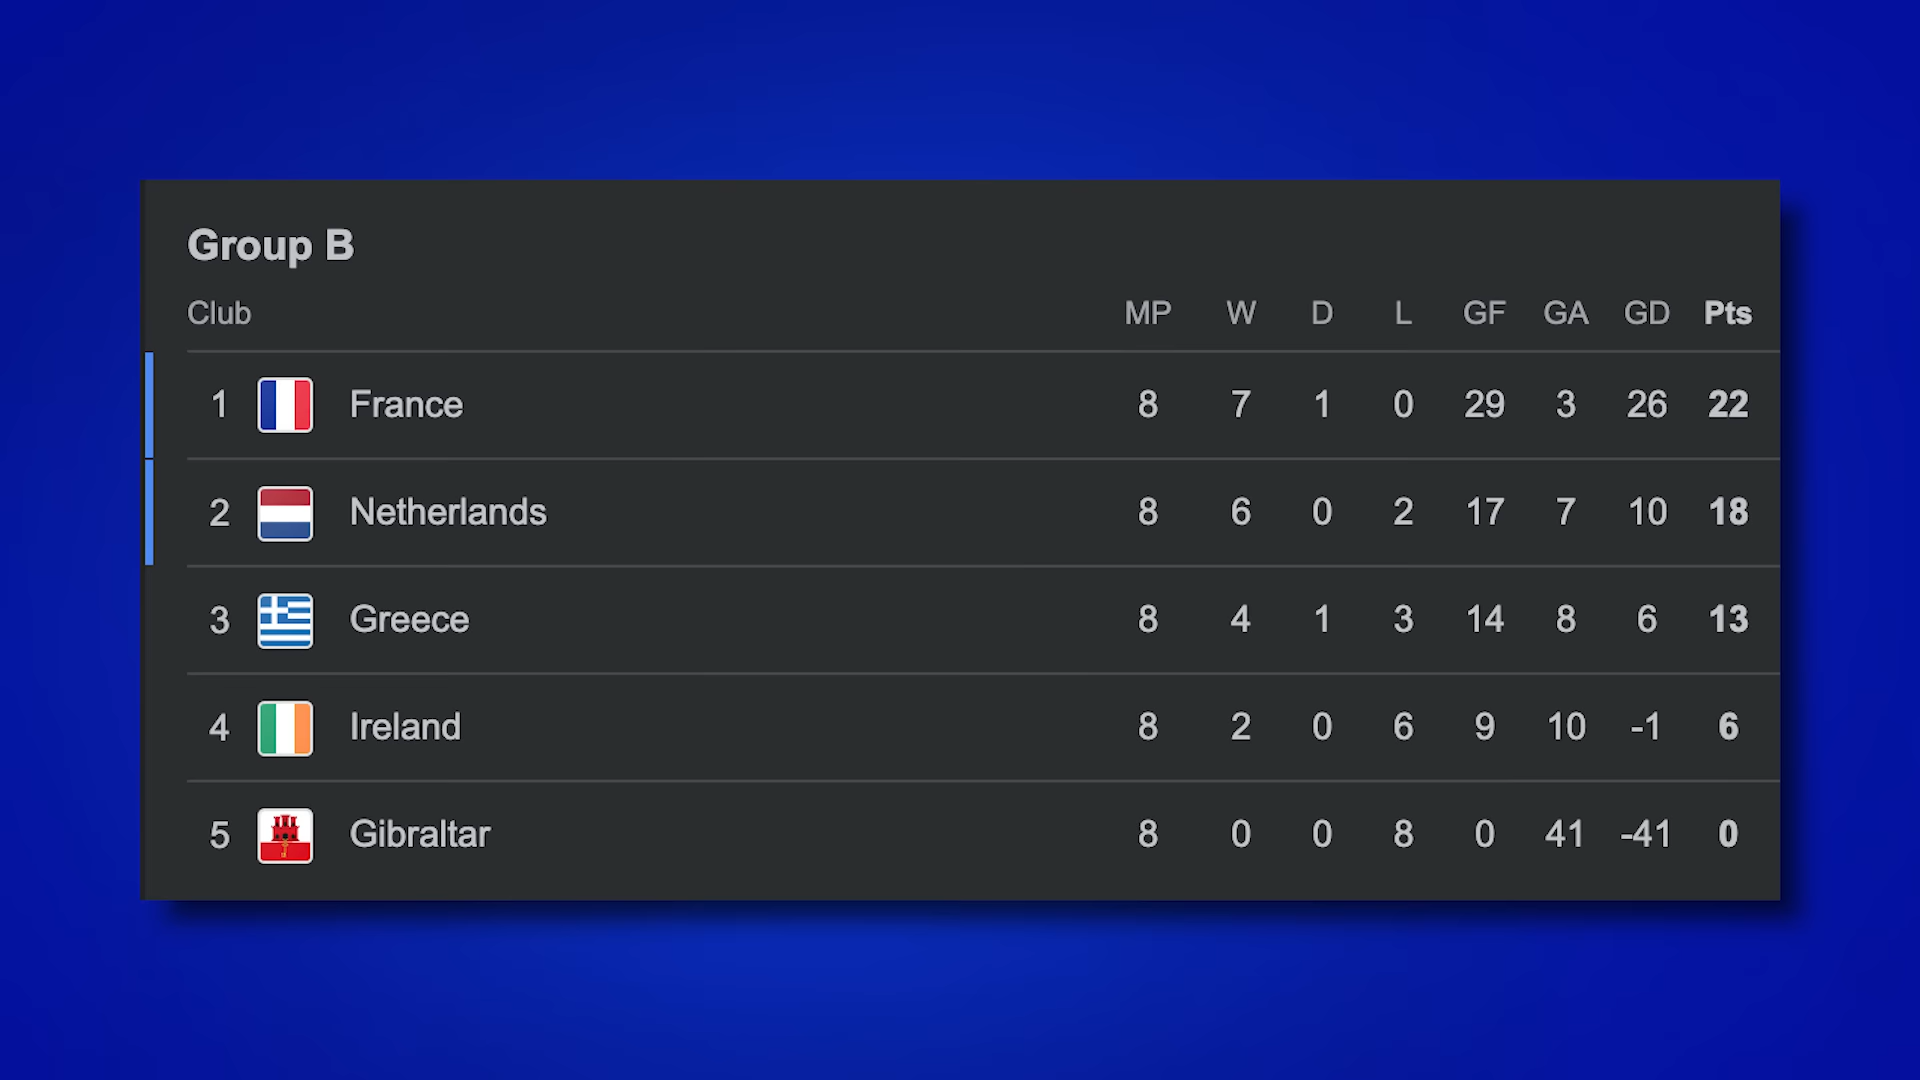 Group B
Club MP W D L GF GA GD Pts
1 France 8 7 1 0 29 3 26 22
2 Netherlands 8 6 0 2 17 7 10 18
3 Greece 8 4 1 3 14 8 6 13
4 Ireland 8 2 0 6 9 10 -1 6
5 Gibraltar 8 0 0 8 0 41 -41 0